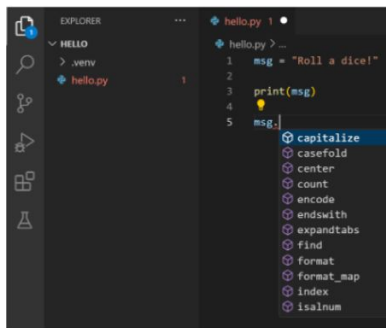 EXPLORER
HELLO
.venv
hello.py 1
hello.py 1
hello.py > ...
1 msg = "Roll a dice!"
2
3 print(msg)
4
5 msg.
capitalize
casefold
center
count
encode
endswith
expandtabs
find
format
format_map
index
isalnum
1